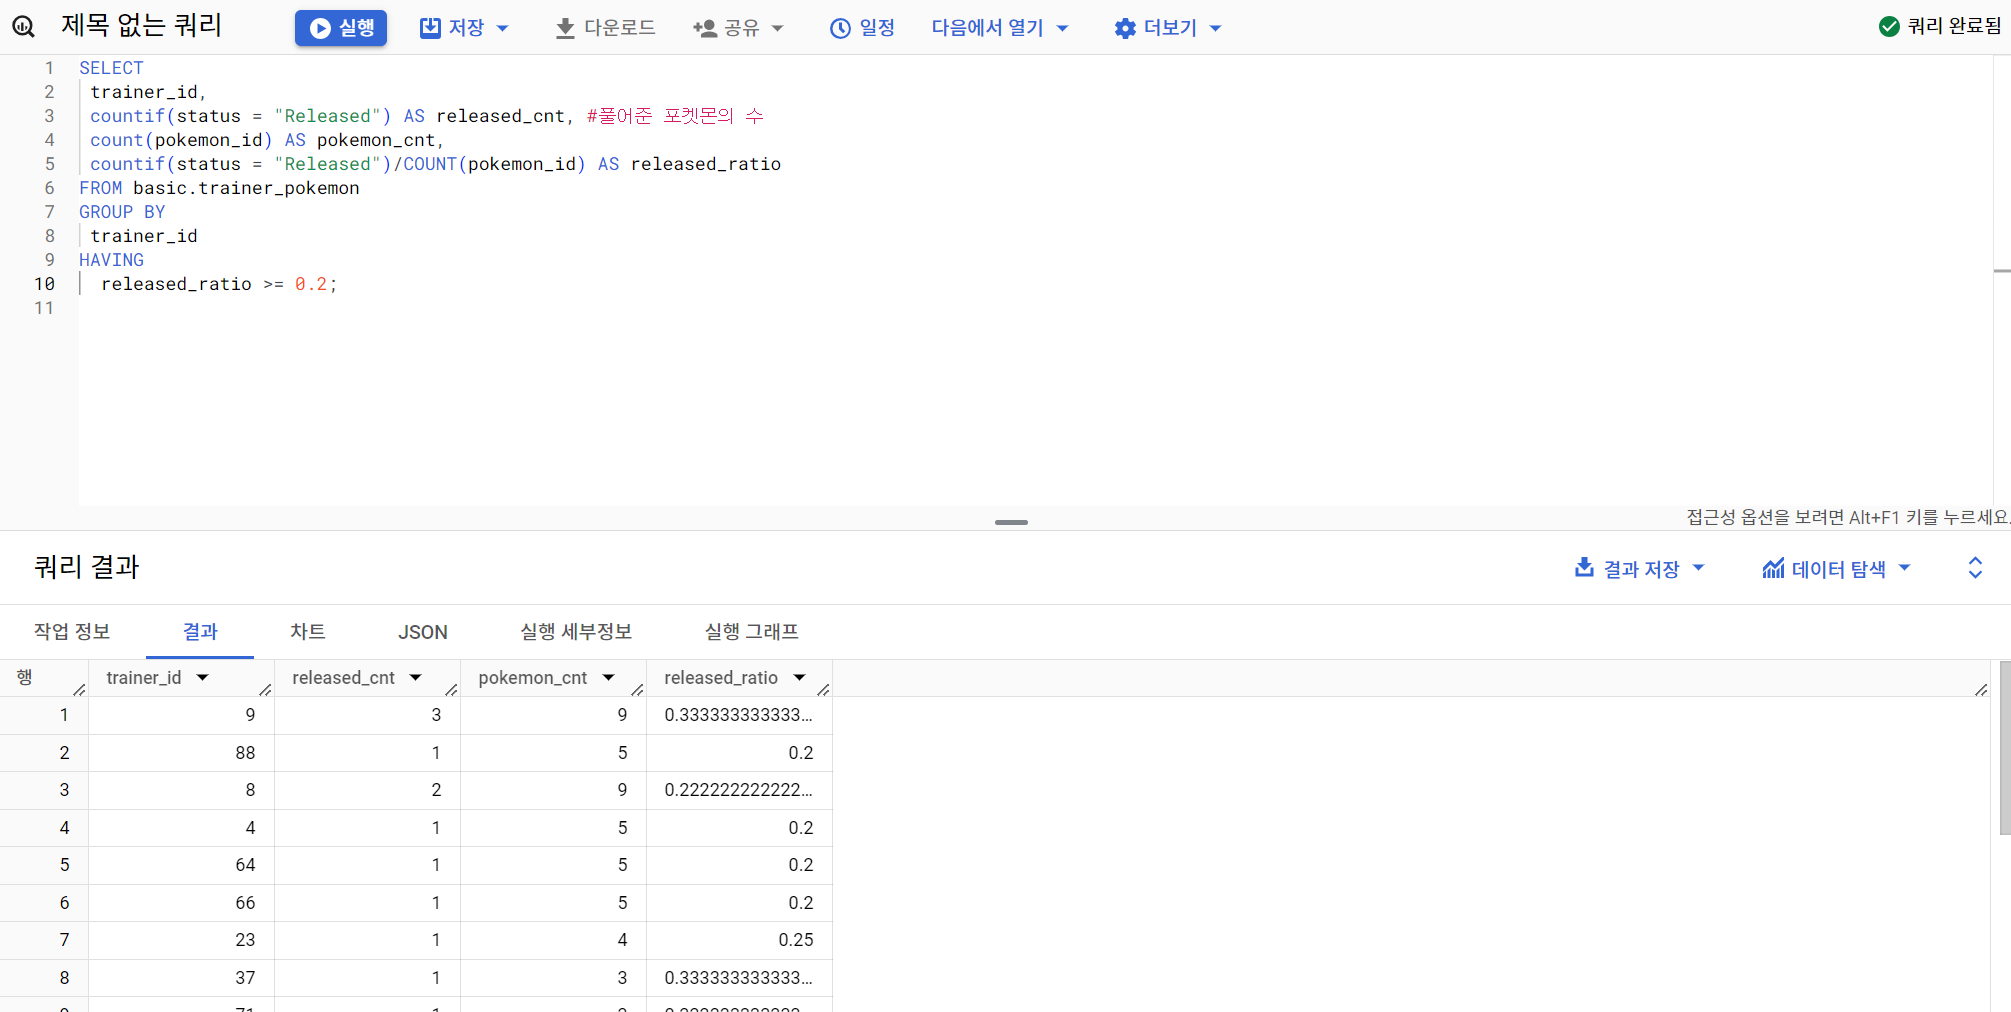 제목 없는 쿼리 실행 저장 다운로드 공유 일정 다음에서 열기 더보기 쿼리 완료됨
1 SELECT
2 trainer_id,
3 countif(status = "Released") AS released_cnt, #풀어준 포켓몬의 수
4 count(pokemon_id) AS pokemon_cnt,
5 countif(status = "Released")/COUNT(pokemon_id) AS released_ratio
6 FROM basic.trainer_pokemon
7 GROUP BY
8 trainer_id
9 HAVING
10 released_ratio >= 0.2;
11
접근성 옵션을 보려면 Alt+F1 키를 누르세요.
쿼리 결과 결과 저장 데이터 탐색
작업 정보 결과 차트 JSON 실행 세부정보 실행 그래프
행 trainer_id released_cnt pokemon_cnt released_ratio
1 9 3 9 0.333333333333...
2 88 1 5 0.2
3 8 2 9 0.222222222222...
4 4 1 5 0.2
5 64 1 5 0.2
6 66 1 5 0.2
7 23 1 4 0.25
8 37 1 3 0.333333333333...